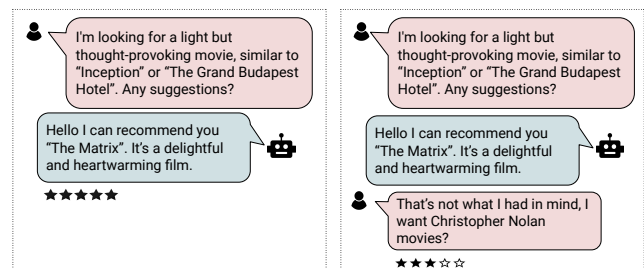 I'm looking for a light but
thought-provoking movie, similar to
“Inception” or “The Grand Budapest
Hotel”. Any suggestions?
Hello I can recommend you
“The Matrix”. It's a delightful
and heartwarming film.
★★★★★
I'm looking for a light but
thought-provoking movie, similar to
“Inception” or “The Grand Budapest
Hotel”. Any suggestions?
Hello I can recommend you
“The Matrix”. It's a delightful
and heartwarming film.
That's not what I had in mind, I
want Christopher Nolan
movies?
★★★☆☆